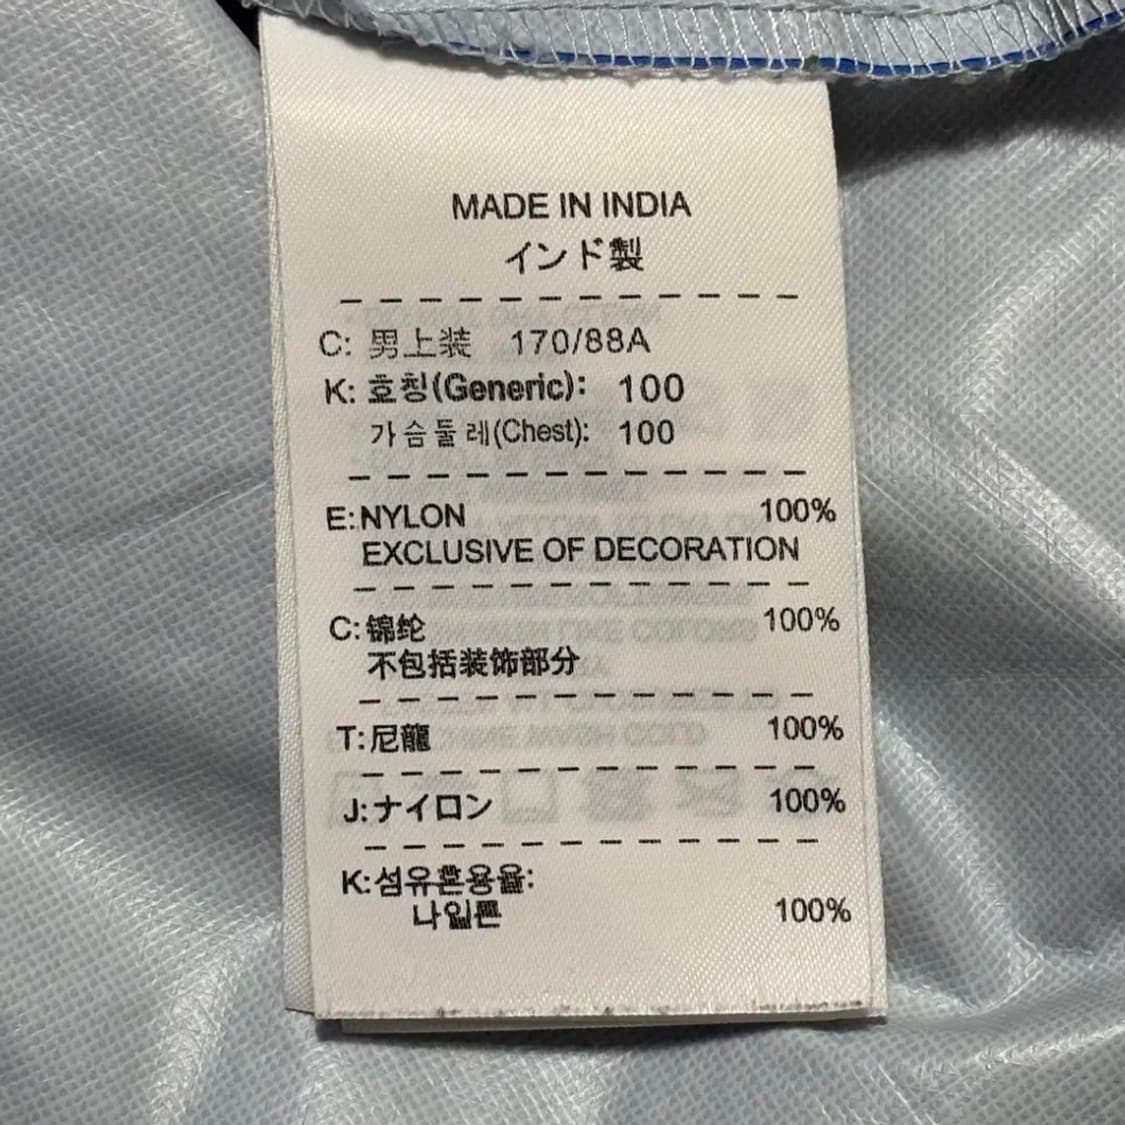 MADE IN INDIA
インド製
C: 男上装 170/88A
K: 호칭(Generic): 100
가슴둘레(Chest): 100
E:NYLON 100%
EXCLUSIVE OF DECORATION
C:锦纶 100%
不包括装饰部分
T:尼龍 100%
J:ナイロン 100%
K:섬유혼용율:
나일론 100%